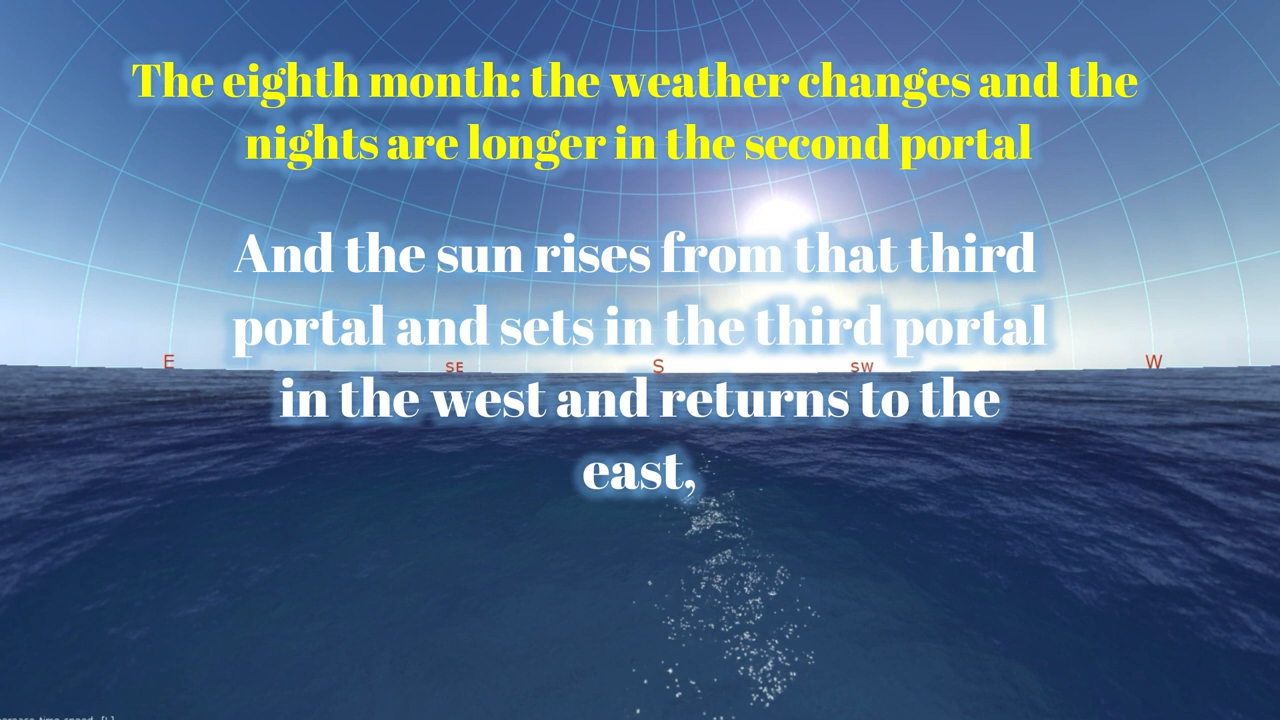 The eighth month: the weather changes and the
nights are longer in the second portal
And the sun rises from that third
portal and sets in the third portal
E SE S SW W
in the west and returns to the
east,